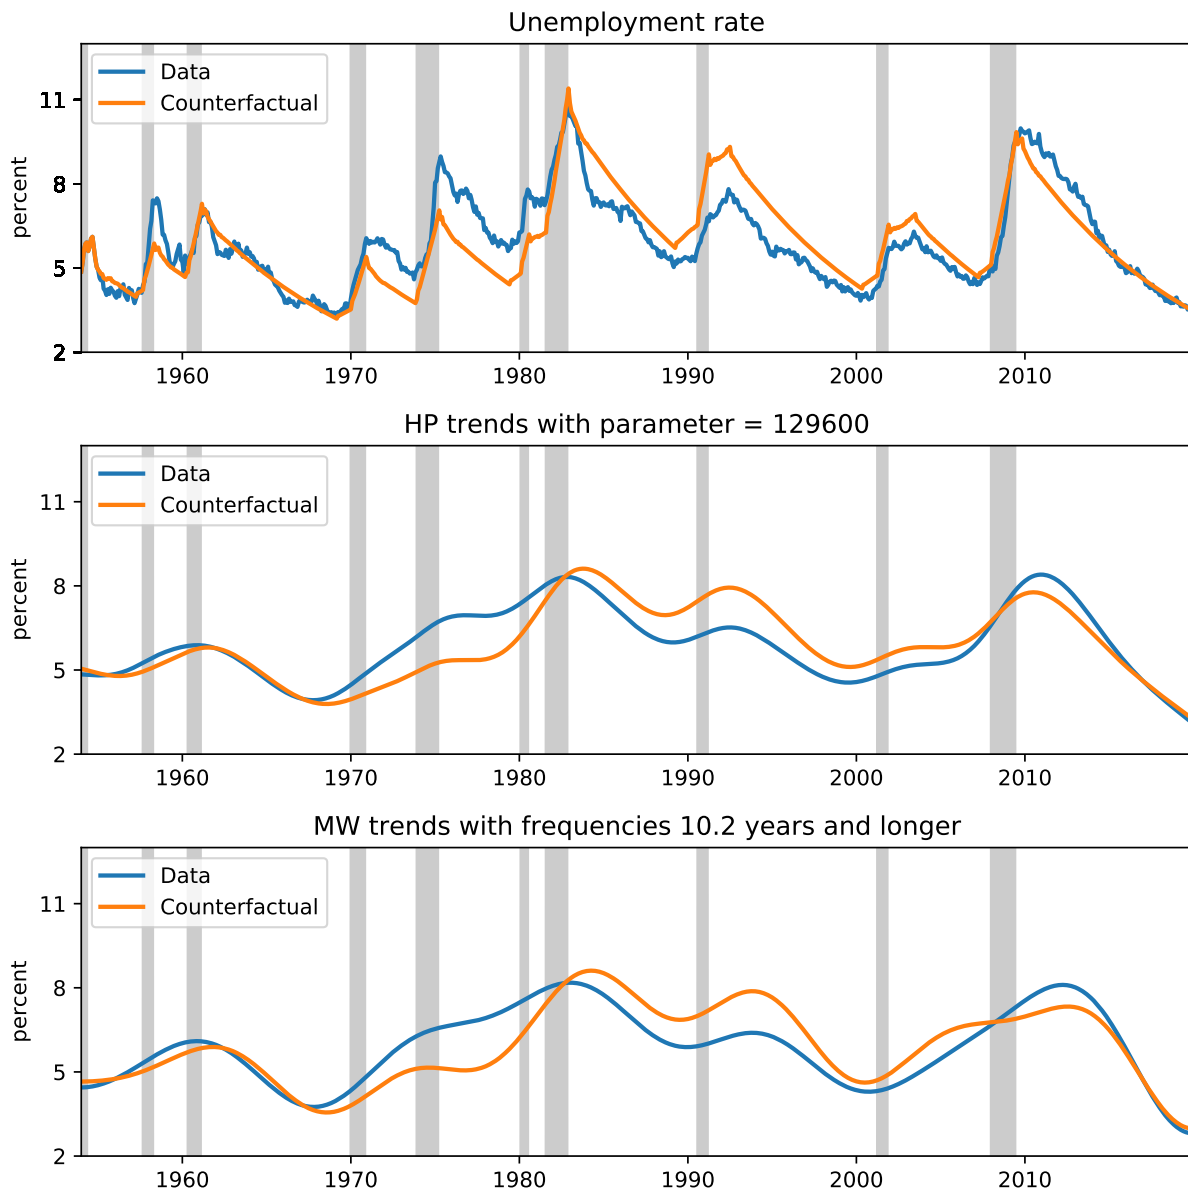 Unemployment rate
Data
Counterfactual
percent
11
8
5
2
1960 1970 1980 1990 2000 2010
HP trends with parameter = 129600
Data
Counterfactual
percent
11
8
5
2
1960 1970 1980 1990 2000 2010
MW trends with frequencies 10.2 years and longer
Data
Counterfactual
percent
11
8
5
2
1960 1970 1980 1990 2000 2010